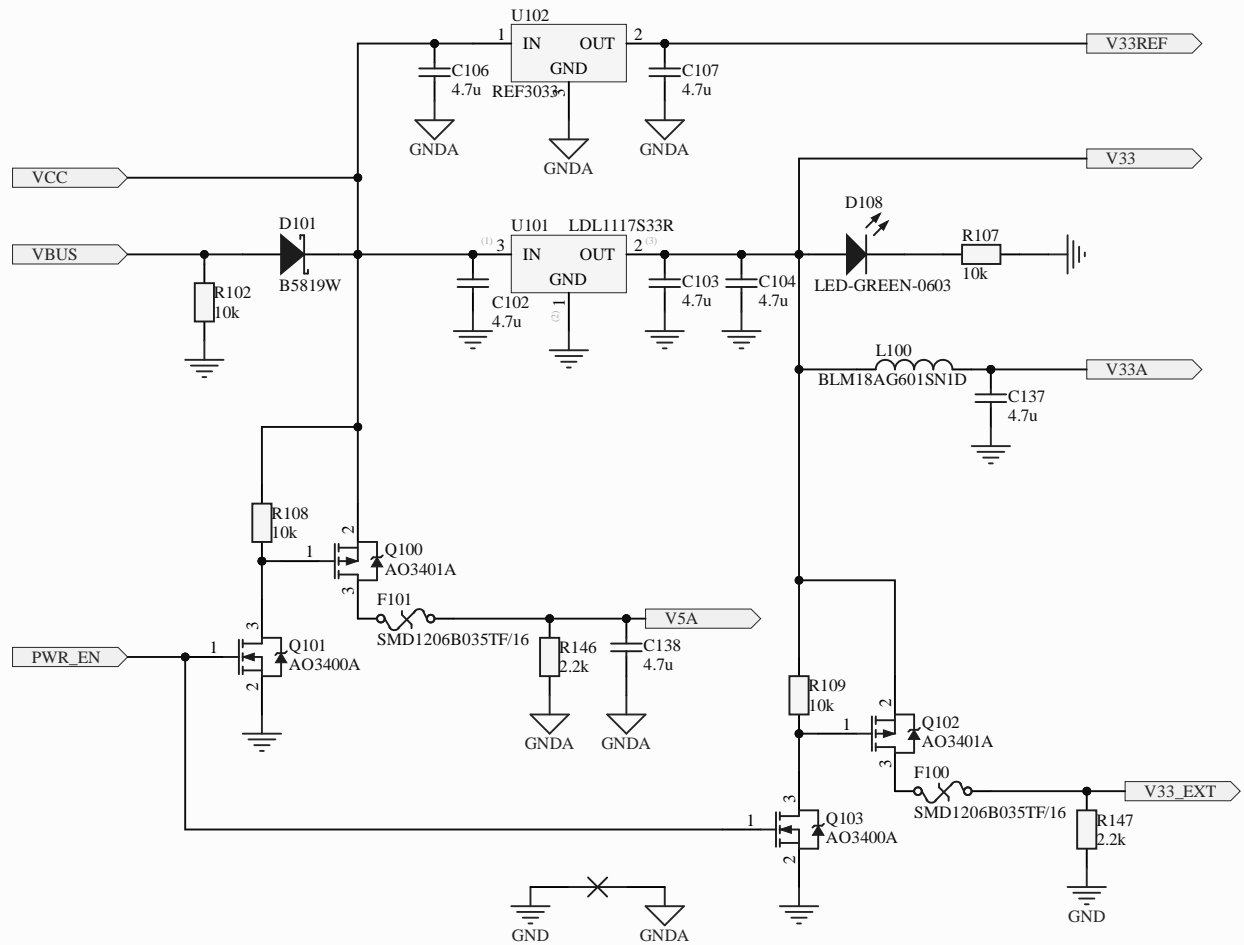 U102
1 IN OUT 2
GND
3
REF3033
C106
4.7u
C107
4.7u
V33REF
GNDA
GNDA
GNDA
VCC
V33
D101
U101 LDL1117S33R
D108
VBUS
(1) 3 IN OUT 2 (3)
GND
(2) 1
R107
10k
B5819W
R102
10k
C102
4.7u
C103
4.7u
C104
4.7u
LED-GREEN-0603
L100
BLM18AG601SN1D
V33A
C137
4.7u
R108
10k
2
1
3
Q100
AO3401A
F101
SMD1206B035TF/16
V5A
3
1
2
Q101
AO3400A
PWR_EN
R146
2.2k
C138
4.7u
GNDA
GNDA
R109
10k
2
1
3
Q102
AO3401A
F100
SMD1206B035TF/16
V33_EXT
3
1
2
Q103
AO3400A
R147
2.2k
GND
GND
GNDA